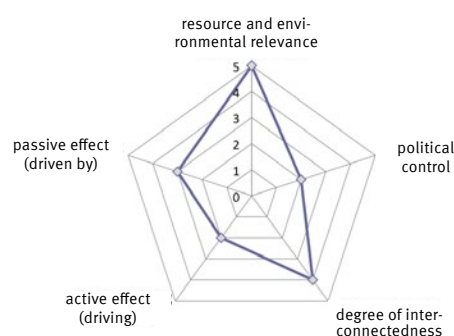 resource and envi-
ronmental relevance
5
4
3
2
1
0
passive effect
(driven by)
political
control
active effect
(driving)
degree of inter-
connectedness